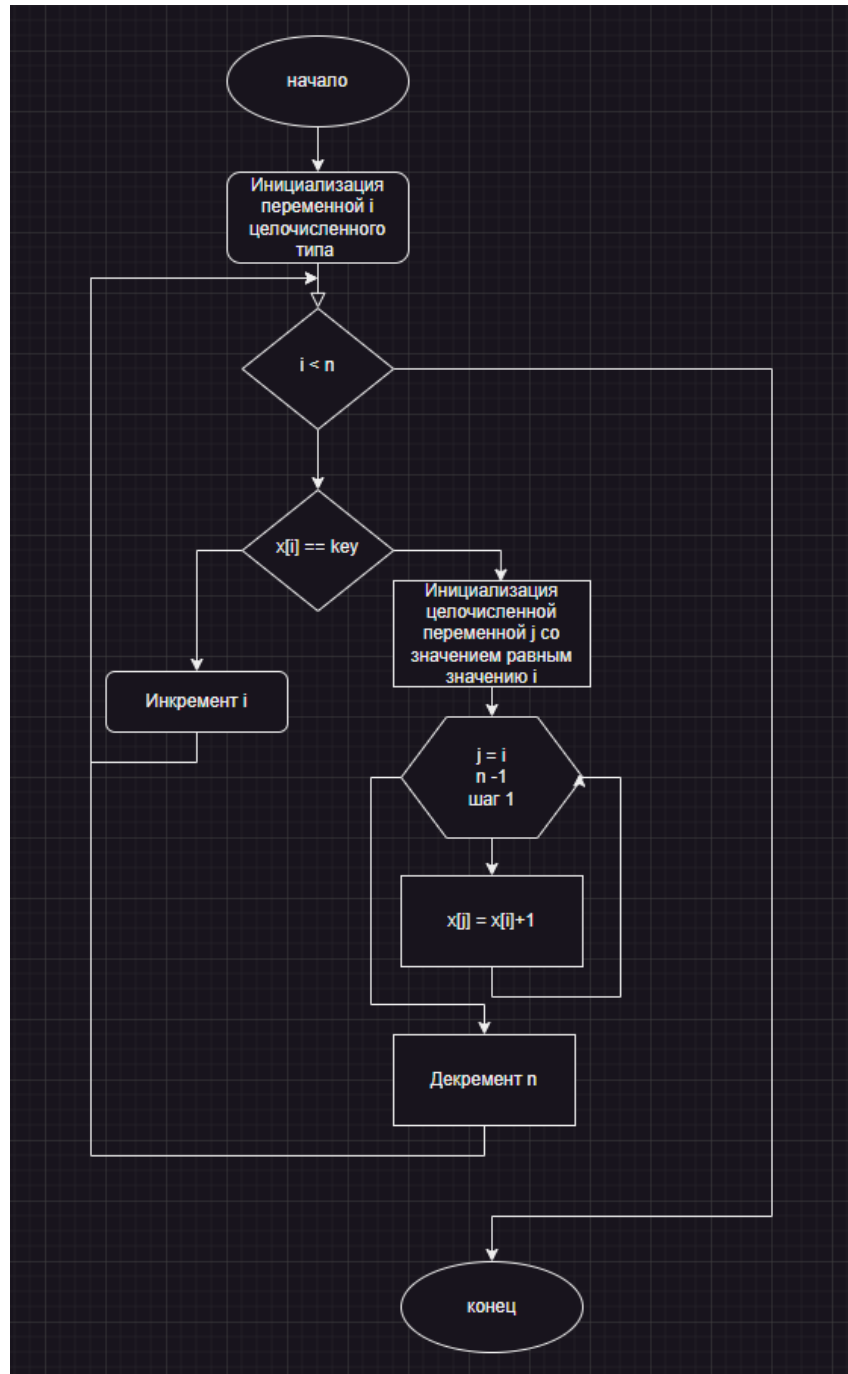 начало
Инициализация
переменной i
целочисленного
типа
i < n
x[i] == key
Инициализация
целочисленной
переменной j со
значением равным
значению i
Инкремент i
j = i
n -1
шаг 1
x[j] = x[i]+1
Декремент n
конец